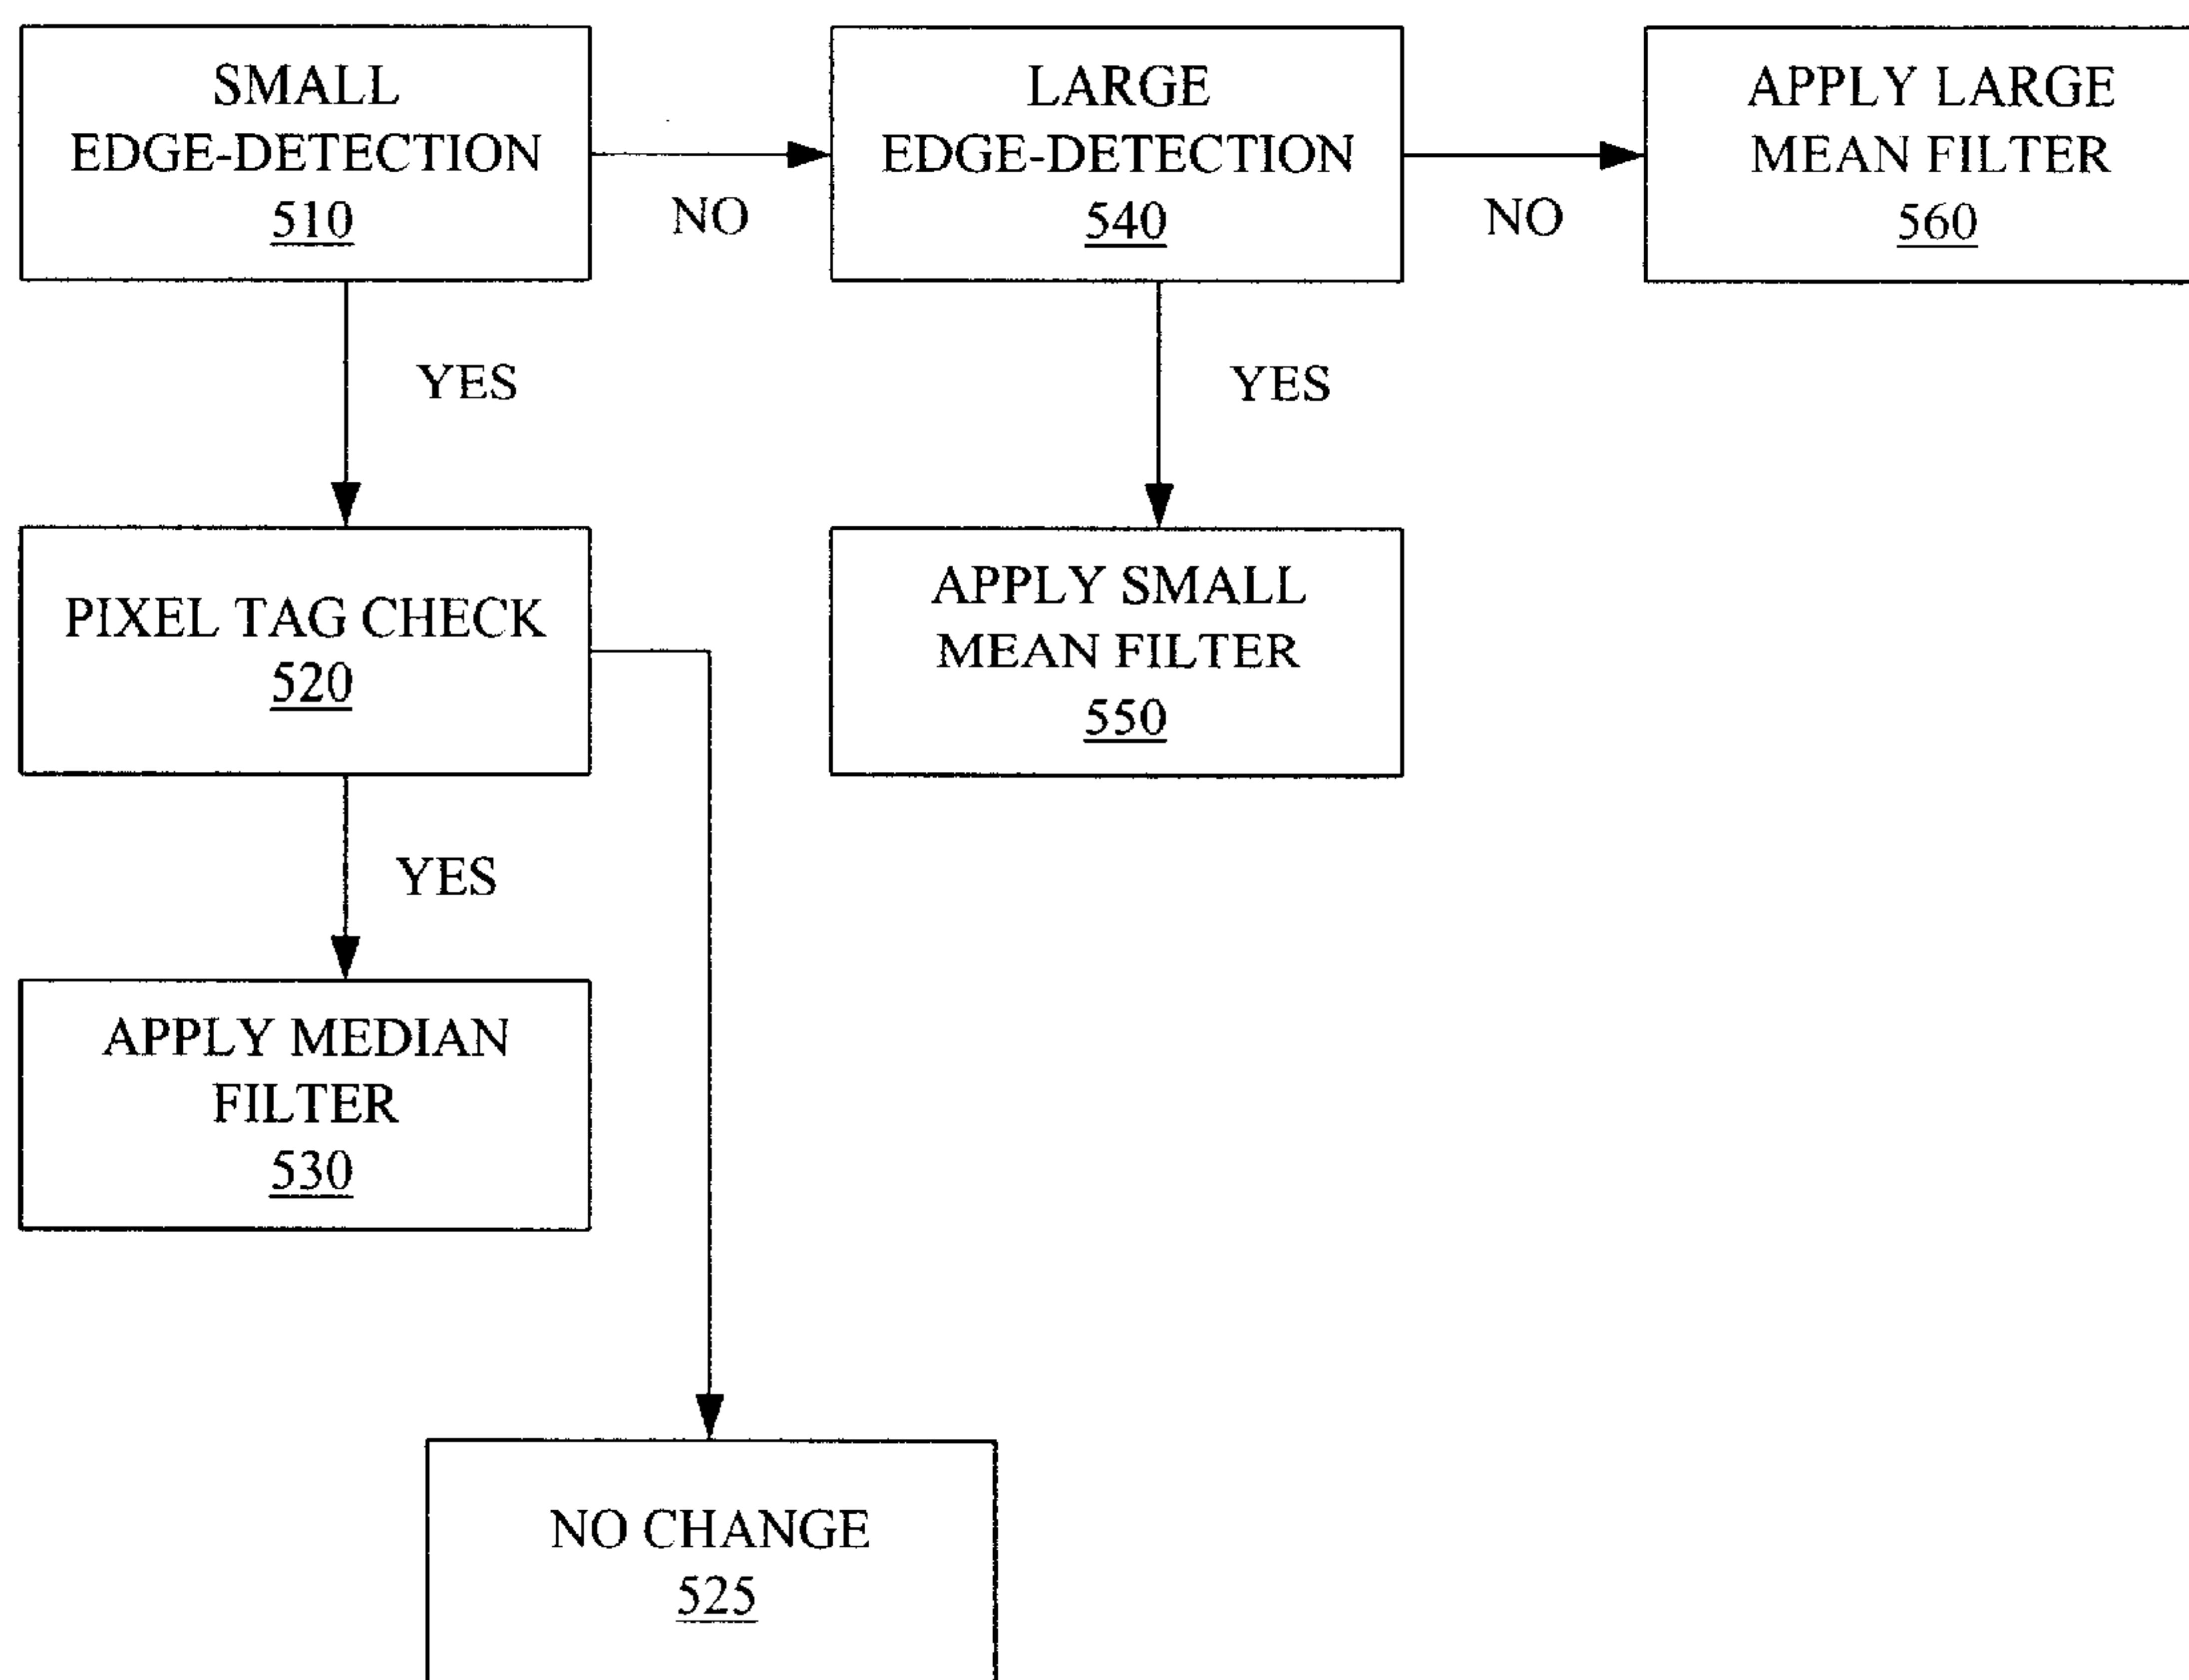 SMALL
EDGE-DETECTION
510
NO
LARGE
EDGE-DETECTION
540
NO
APPLY LARGE
MEAN FILTER
560
YES
YES
PIXEL TAG CHECK
520
APPLY SMALL
MEAN FILTER
550
YES
APPLY MEDIAN
FILTER
530
NO CHANGE
525